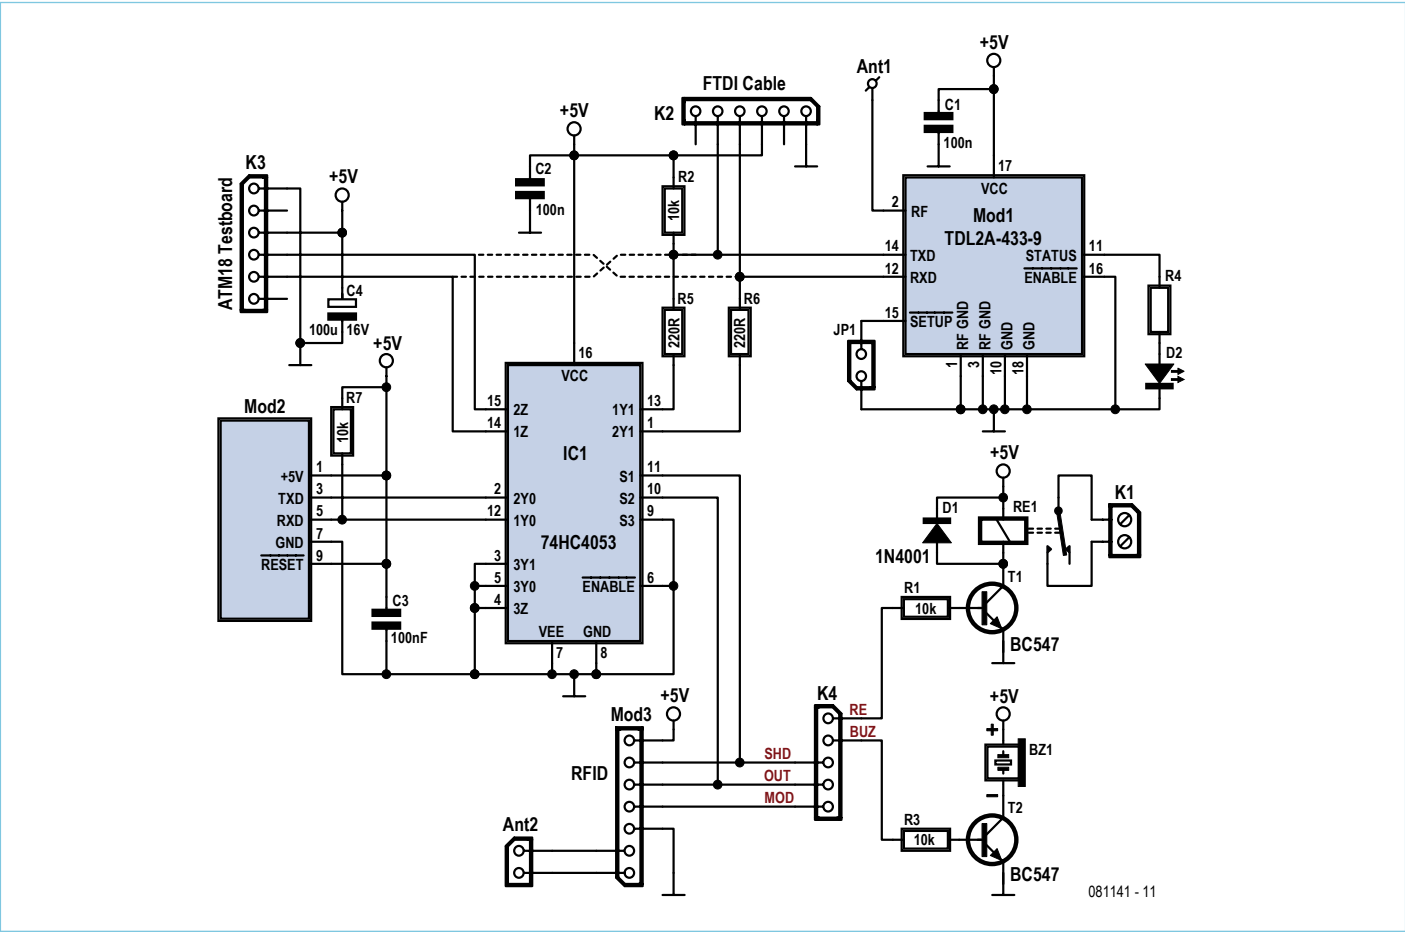 FTDI Cable
K2
+5V
C2
100n
R2
10k
Ant1
+5V
C1
100n
17
VCC
2
RF
Mod1
TDL2A-433-9
14
TXD
12
RXD
15
SETUP
STATUS
11
ENABLE
16
RF GND
RF GND
GND
GND
1
3
10
18
JP1
R4
D2
K3
ATM18 Testboard
+5V
C4
100u
16V
R5
220R
R6
220R
+5V
R7
10k
Mod2
+5V
1
TXD
3
RXD
5
GND
7
RESET
9
C3
100nF
16
VCC
15
2Z
14
1Z
2
2Y0
12
1Y0
3
3Y1
5
3Y0
4
3Z
IC1
74HC4053
1Y1
13
2Y1
1
S1
11
S2
10
S3
9
ENABLE
6
VEE
GND
7
8
+5V
D1
1N4001
RE1
K1
R1
10k
T1
BC547
+5V
Mod3
RFID
Ant2
SHD
OUT
MOD
K4
RE
BUZ
+5V
+
BZ1
−
R3
10k
T2
BC547
081141 - 11